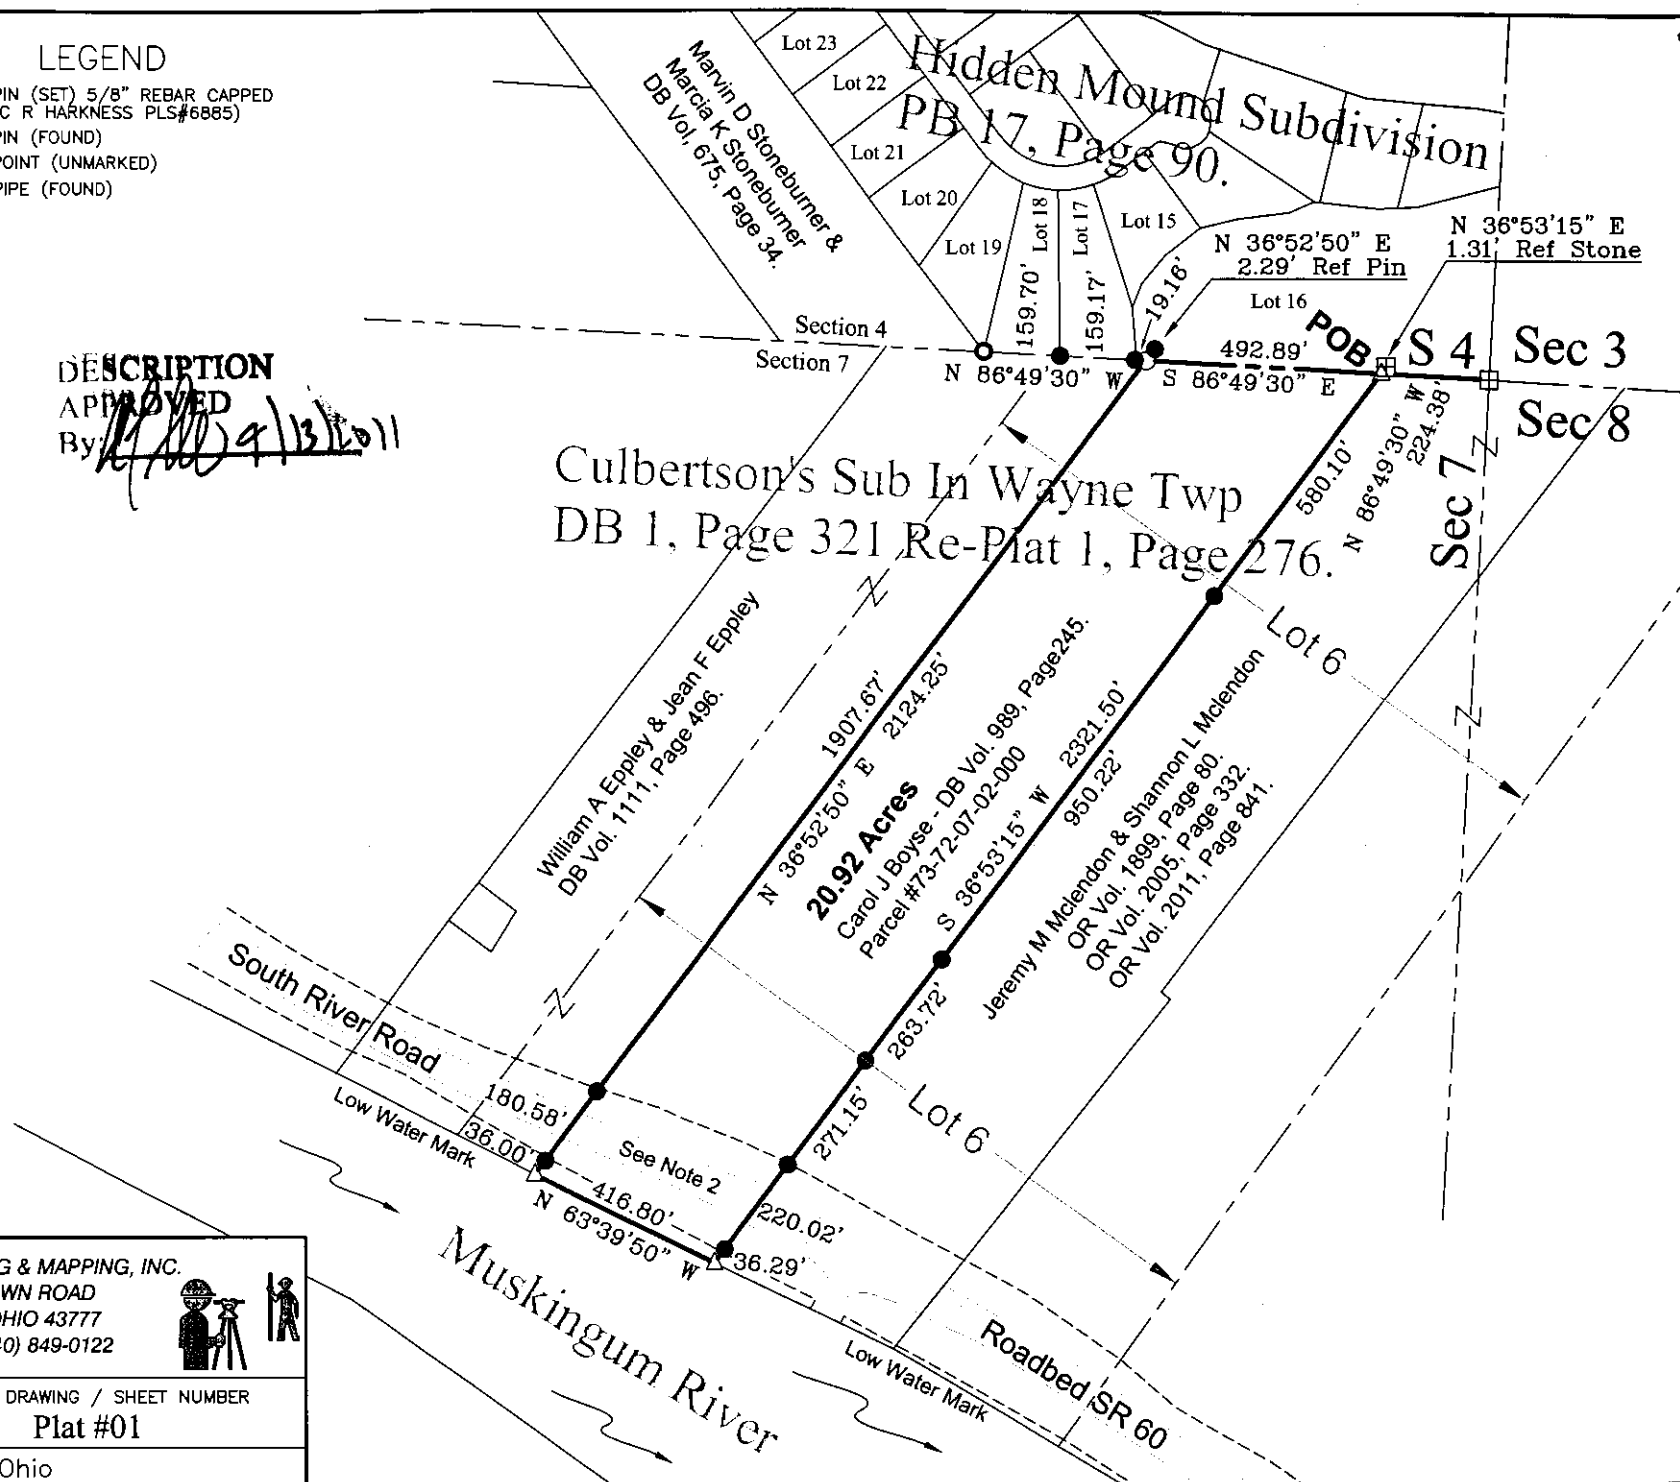 LEGEND
PIN (SET) 5/8" REBAR CAPPED
C R HARKNESS PLS#6885)
PIN (FOUND)
POINT (UNMARKED)
PIPE (FOUND)
Marvin D Stoneburner &
Marcia K Stoneburner
DB Vol, 675, Page 34.
Lot 23
Lot 22
Lot 21
Lot 20
Lot 19
Lot 18
Lot 17
Lot 15
Lot 16
Hidden Mound Subdivision
PB 17, Page 90.
N 36°52'50" E
2.29' Ref Pin
N 36°53'15" E
1.31' Ref Stone
159.70'
159.17'
19.16'
Section 4
Section 7
N 86°49'30" W
492.89'
S 86°49'30" E
POB
S 4
Sec 3
Sec 8
Sec 7
N 86°49'30" W
224.38'
580.10'
DESCRIPTION
APPROVED
By:
4/13/2011
Culbertson's Sub In Wayne Twp
DB 1, Page 321 Re-Plat 1, Page 276.
Z
Z
Z
Z
Lot 6
William A Eppley & Jean F Eppley
DB Vol. 1111, Page 496.
1907.67'
N 36°52'50" E 2124.25'
20.92 Acres
Carol J Boyse - DB Vol. 989, Page245.
Parcel #73-72-07-02-000
S 36°53'15" W 2321.50'
950.22'
Jeremy M Mclendon & Shannon L Mclendon
OR Vol. 1899, Page 80.
OR Vol. 2005, Page 332.
OR Vol. 2011, Page 841.
263.72'
271.15'
Lot 6
South River Road
180.58'
36.00'
Low Water Mark
See Note 2
416.80'
N 63°39'50" W
220.02'
36.29'
Muskingum River
Low Water Mark
Roadbed SR 60
G & MAPPING, INC.
WN ROAD
OHIO 43777
0) 849-0122
DRAWING / SHEET NUMBER
Plat #01
Ohio